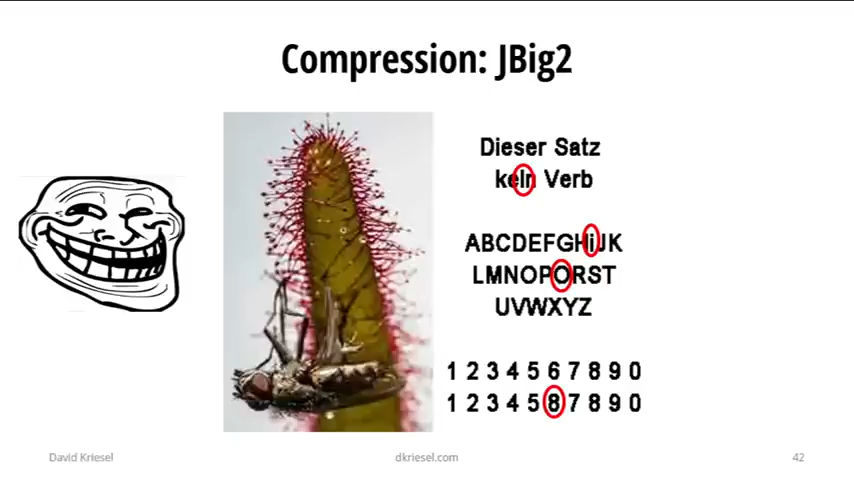 Compression: JBig2
Dieser Satz
keln Verb
ABCDEFGHiJK
LMNOPORST
UVWXYZ
1 2 3 4 5 6 7 8 9 0
1 2 3 4 5 8 7 8 9 0
David Kriesel
dkriesel.com
42